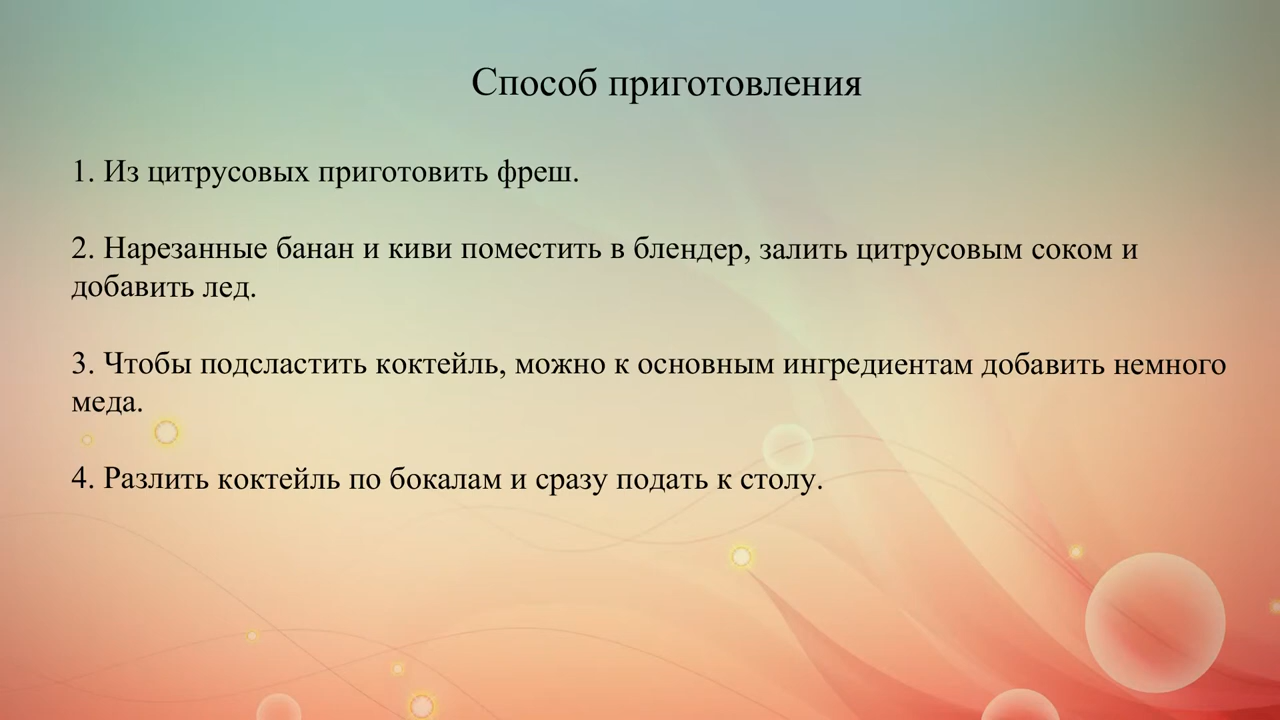 Способ приготовления
1. Из цитрусовых приготовить фреш.
2. Нарезанные банан и киви поместить в блендер, залить цитрусовым соком и
добавить лед.
3. Чтобы подсластить коктейль, можно к основным ингредиентам добавить немного
меда.
4. Разлить коктейль по бокалам и сразу подать к столу.